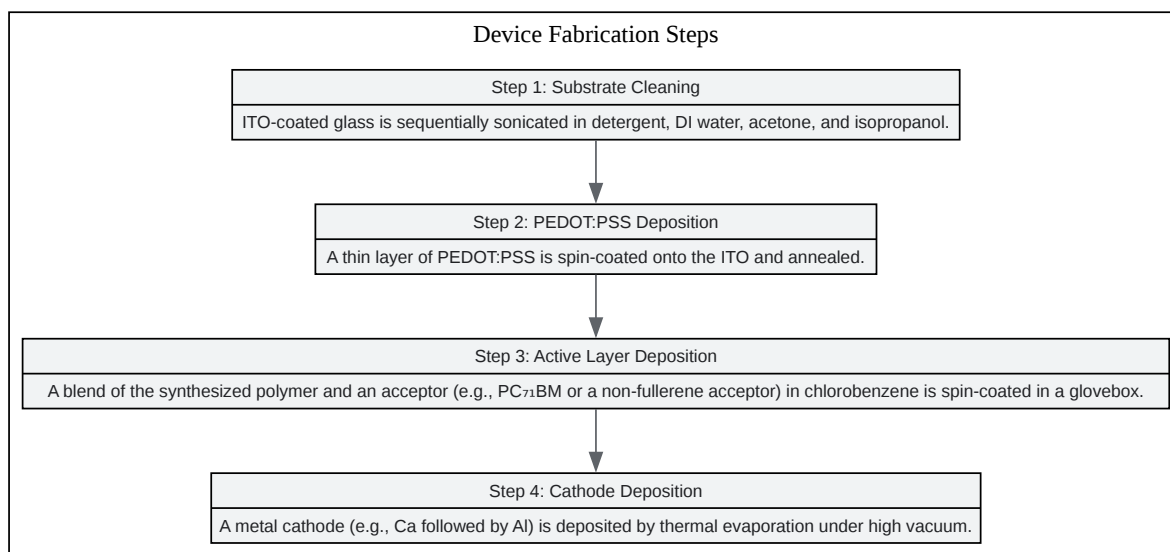 Device Fabrication Steps
Step 1: Substrate Cleaning
ITO-coated glass is sequentially sonicated in detergent, DI water, acetone, and isopropanol.
Step 2: PEDOT:PSS Deposition
A thin layer of PEDOT:PSS is spin-coated onto the ITO and annealed.
Step 3: Active Layer Deposition
A blend of the synthesized polymer and an acceptor (e.g., PC₇₁BM or a non-fullerene acceptor) in chlorobenzene is spin-coated in a glovebox.
Step 4: Cathode Deposition
A metal cathode (e.g., Ca followed by Al) is deposited by thermal evaporation under high vacuum.